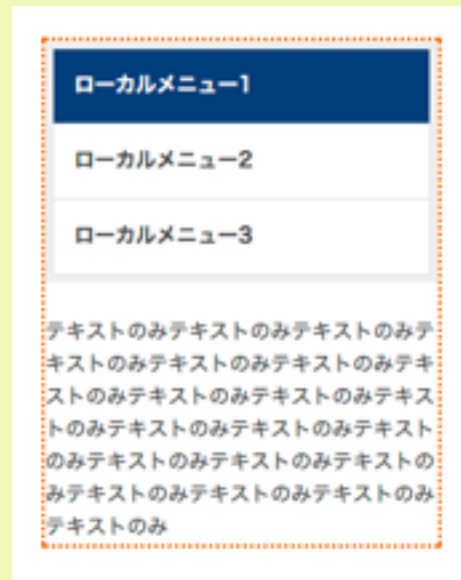 ローカルメニュー1
ローカルメニュー2
ローカルメニュー3
テキストのみテキストのみテキストのみテ
キストのみテキストのみテキストのみテキ
ストのみテキストのみテキストのみテキス
トのみテキストのみテキストのみテキスト
のみテキストのみテキストのみテキストの
みテキストのみテキストのみテキストのみ
テキストのみ